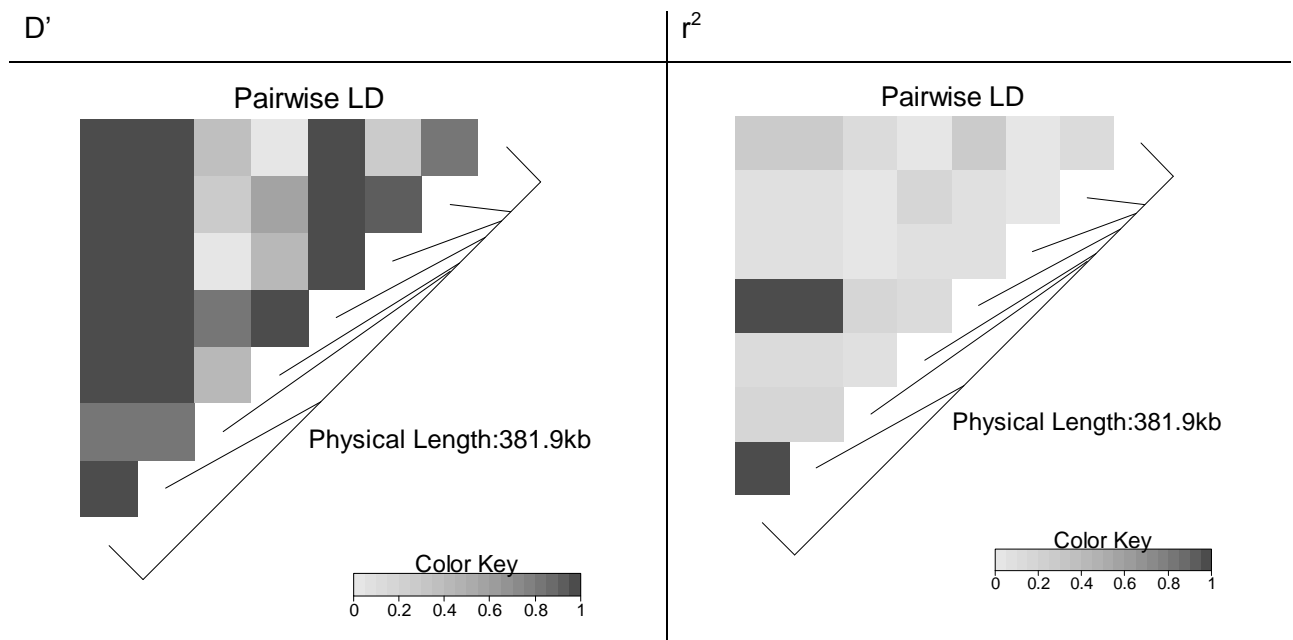 D’
r²
Pairwise LD
Pairwise LD
Physical Length:381.9kb
Physical Length:381.9kb
Color Key
0 0.2 0.4 0.6 0.8 1
Color Key
0 0.2 0.4 0.6 0.8 1